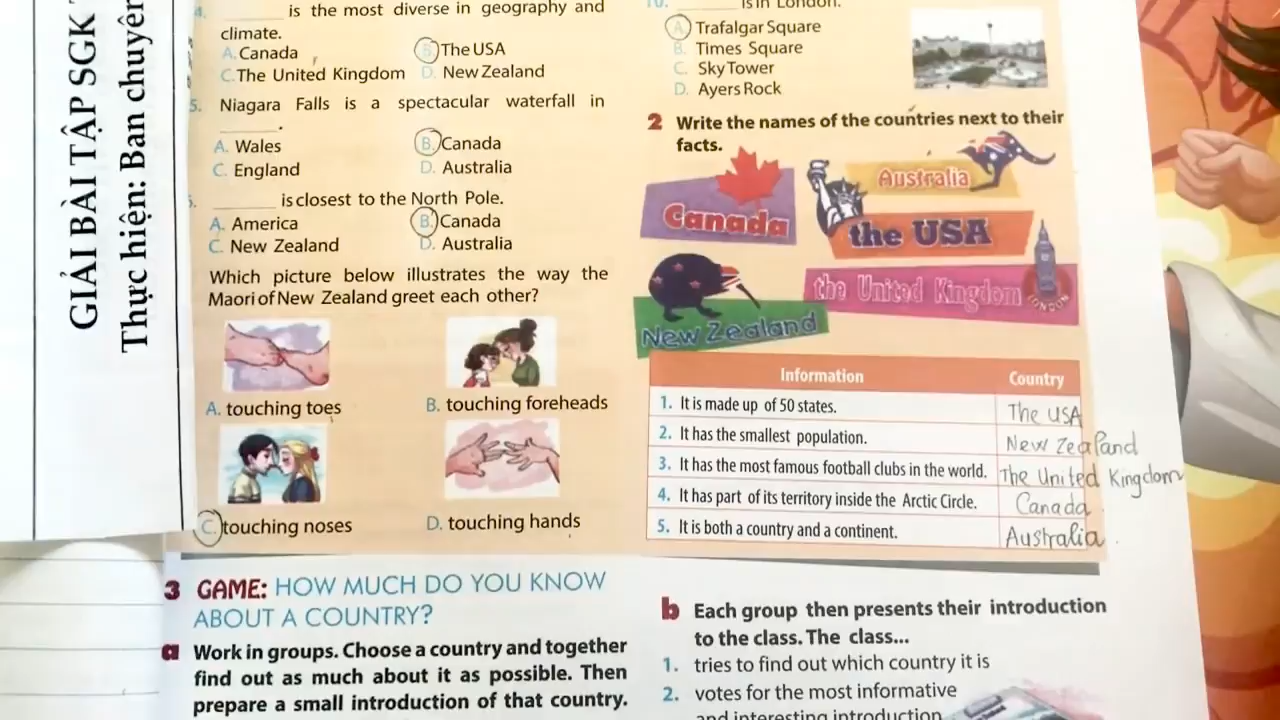 GIẢI BÀI TẬP SGK
Thực hiện: Ban chuyên
4. ______ is the most diverse in geography and
climate.
A. Canada B. The USA
C. The United Kingdom D. New Zealand
5. Niagara Falls is a spectacular waterfall in
______.
A. Wales B. Canada
C. England D. Australia
______ is closest to the North Pole.
A. America B. Canada
C. New Zealand D. Australia
Which picture below illustrates the way the
Maori of New Zealand greet each other?
A. touching toes B. touching foreheads
C. touching noses D. touching hands
10. ______ is in London.
A. Trafalgar Square
B. Times Square
C. Sky Tower
D. Ayers Rock
2 Write the names of the countries next to their
facts.
Canada
Australia
the USA
the United Kingdom
LONDON
New Zealand
Information Country
1. It is made up of 50 states. The USA
2. It has the smallest population. New Zealand
3. It has the most famous football clubs in the world. The United Kingdom
4. It has part of its territory inside the Arctic Circle. Canada
5. It is both a country and a continent. Australia
3 GAME: HOW MUCH DO YOU KNOW
ABOUT A COUNTRY?
a Work in groups. Choose a country and together
find out as much about it as possible. Then
prepare a small introduction of that country.
b Each group then presents their introduction
to the class. The class...
1. tries to find out which country it is
2. votes for the most informative
and interesting introduction